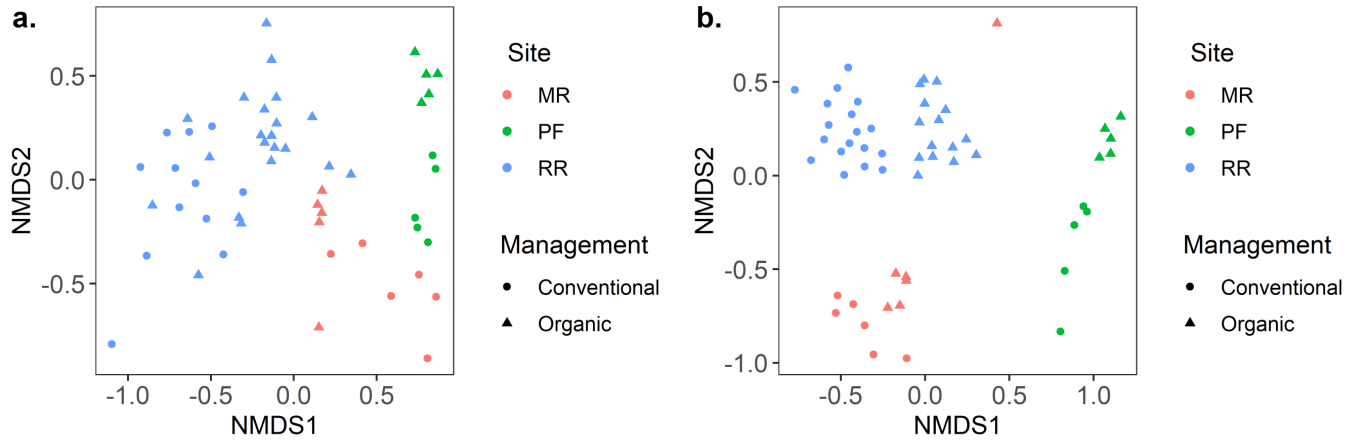 a.
NMDS2
0.5
0.0
-0.5
-1.0 -0.5 0.0 0.5
NMDS1
Site
MR
PF
RR
Management
Conventional
Organic
b.
NMDS2
0.5
0.0
-0.5
-1.0
-0.5 0.0 0.5 1.0
NMDS1
Site
MR
PF
RR
Management
Conventional
Organic